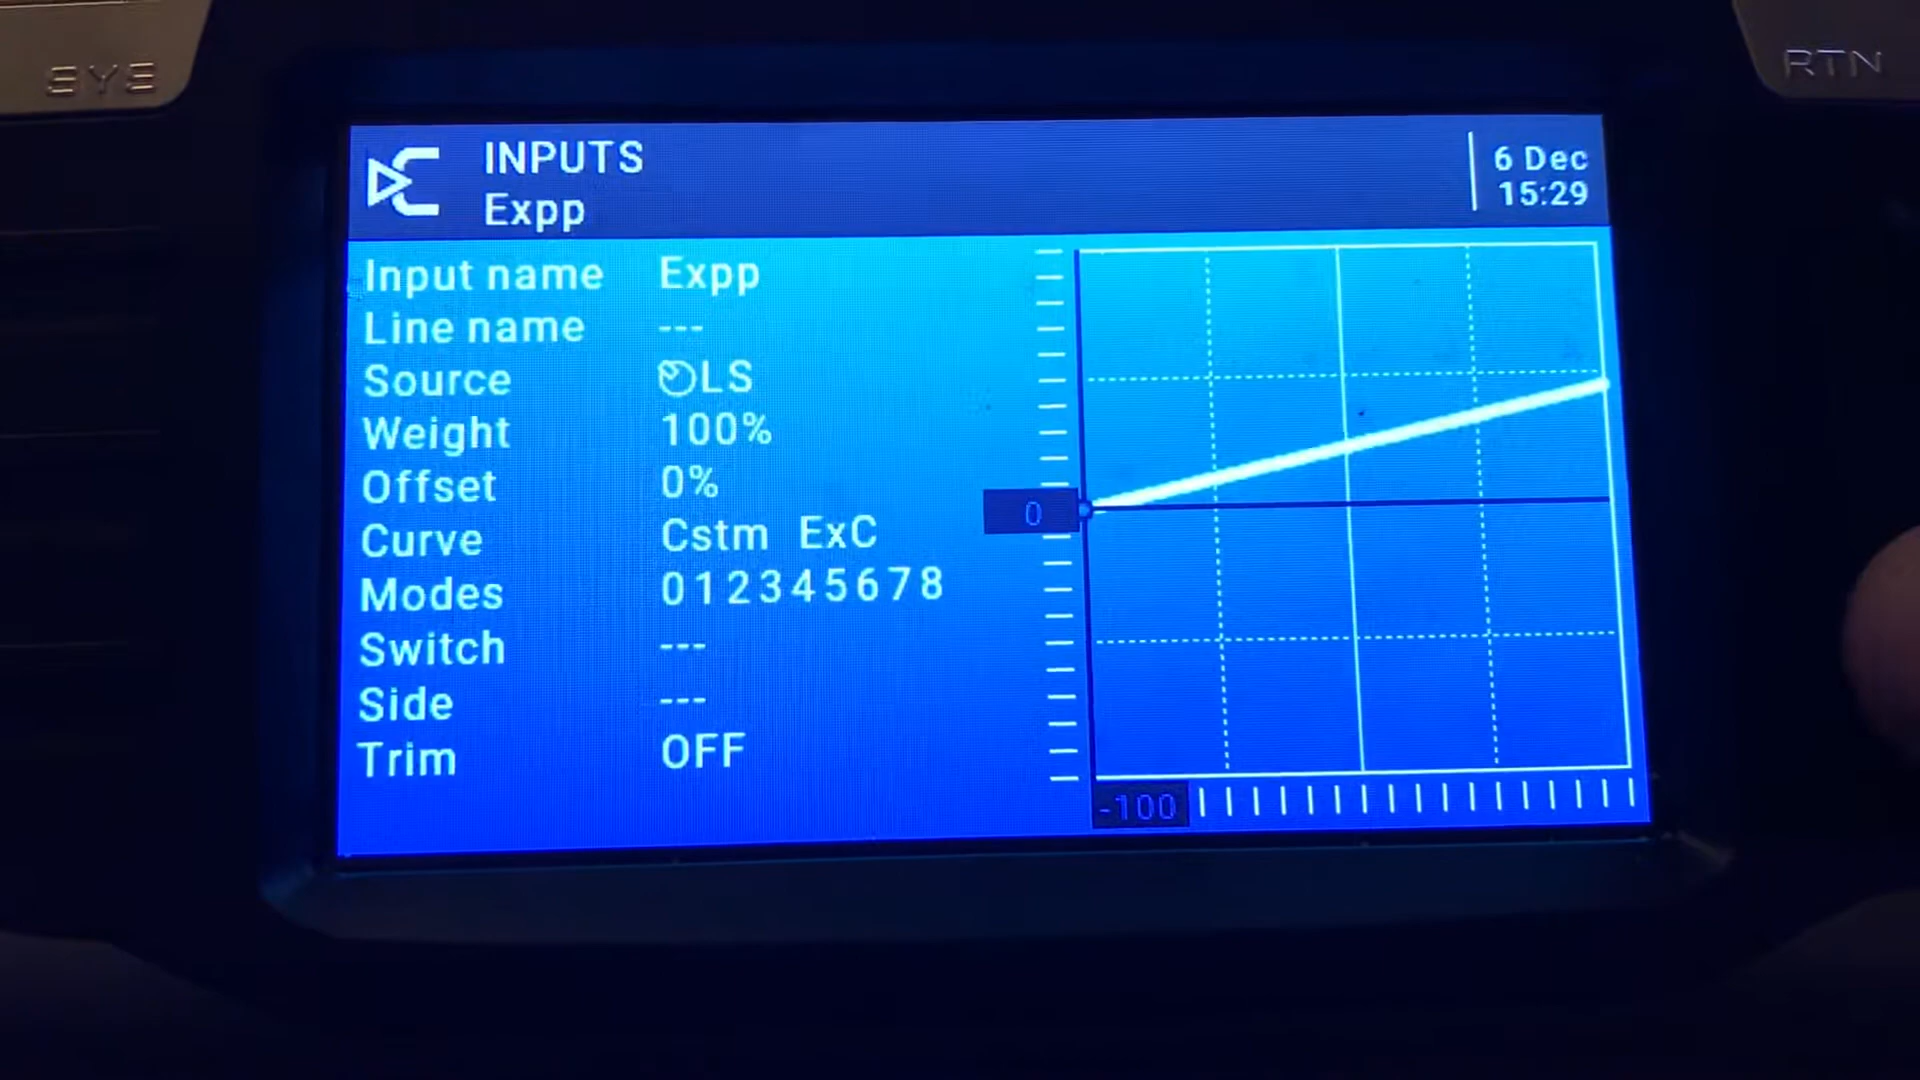 SYS
RTN
INPUTS
Expp
6 Dec
15:29
Input name Expp
Line name ---
Source LS
Weight 100%
Offset 0%
Curve Cstm ExC
Modes 012345678
Switch ---
Side ---
Trim OFF
0
-100